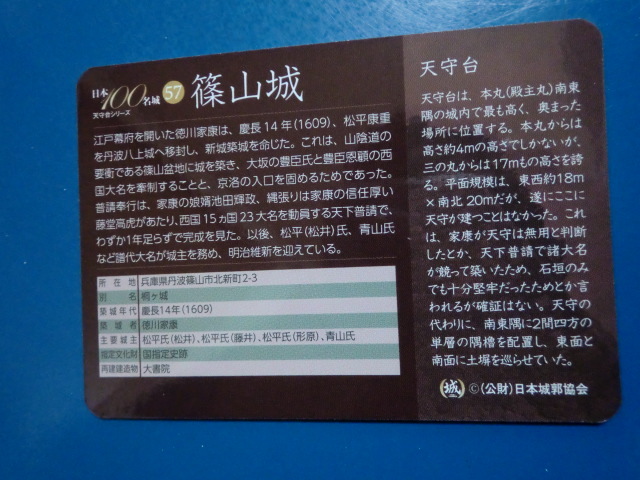 日本100名城
天守台シリーズ
57 篠山城
江戸幕府を開いた徳川家康は、慶長14年(1609)、松平康重
を丹波八上城へ移封し、新城築城を命じた。これは、山陰道の
要衝である篠山盆地に城を築き、大坂の豊臣氏と豊臣恩顧の西
国大名を牽制することと、京洛の入口を固めるためであった。
普請奉行は、家康の娘婿池田輝政、縄張りは家康の信任厚い
藤堂高虎があたり、西国15ヵ国23大名を動員する天下普請で、
わずか1年足らずで完成を見た。以後、松平(松井)氏、青山氏
など譜代大名が城主を務め、明治維新を迎えている。
所在地 兵庫県丹波篠山市北新町2-3
別名 桐ヶ城
築城年代 慶長14年(1609)
築城者 徳川家康
主要城主 松平氏(松井)、松平氏(藤井)、松平氏(形原)、青山氏
指定文化財 国指定史跡
再建建造物 大書院
天守台
天守台は、本丸(殿主丸)南東
隅の城内で最も高く、奥まった
場所に位置する。本丸からは
高さ約4mの高さでしかないが、
三の丸からは17mもの高さを誇
る。平面規模は、東西約18m
×南北20mだが、遂にここに
天守が建つことはなかった。これ
は、家康が天守は無用と判断
したとか、天下普請で諸大名
が競って築いたため、石垣のみ
でも十分堅牢だったためとか言
われるが確証はない。天守の
代わりに、南東隅に2間四方の
単層の隅櫓を配置し、東面と
南面に土塀を巡らせていた。
城 ©(公財)日本城郭協会